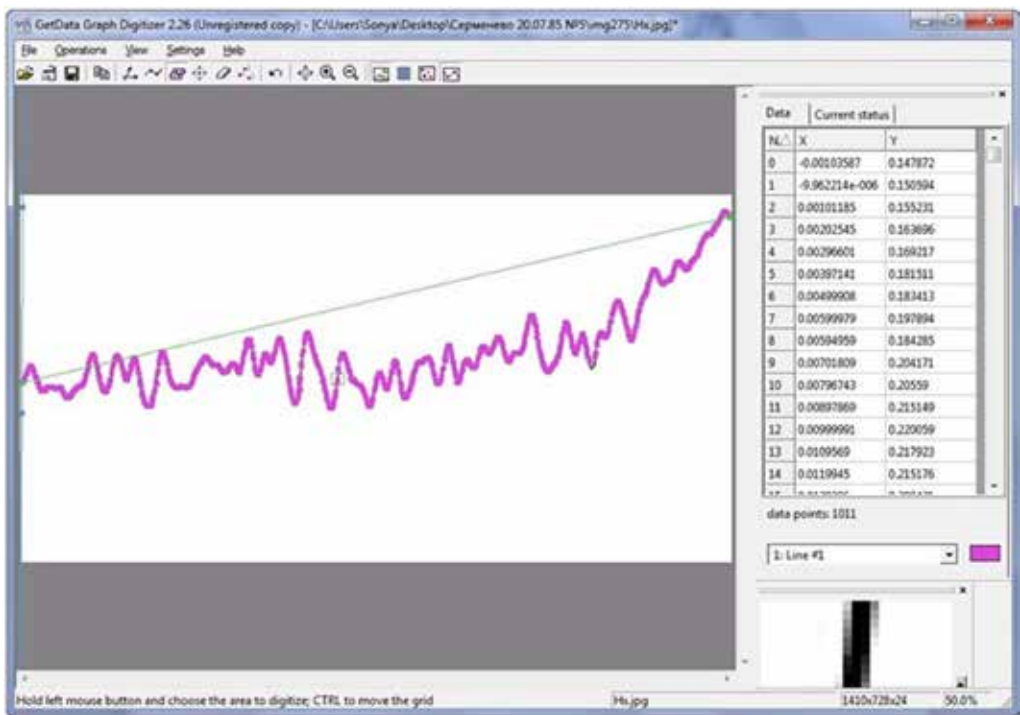 GetData Graph Digitizer 2.26 (Unregistered copy) - [C:\Users\Sonya\Desktop\Серменево 20.07.85 №5\img275\Hx.jpg]*
File Operations View Settings Help
Data Current status
N. X Y
0 -0.00103587 0.147872
1 -9.962214e-006 0.150594
2 0.00101185 0.155231
3 0.00202545 0.163696
4 0.00296601 0.169217
5 0.00397141 0.181511
6 0.00499908 0.183413
7 0.00599979 0.197894
8 0.00594959 0.184285
9 0.00701809 0.204171
10 0.00796743 0.20559
11 0.00897869 0.215149
12 0.00999991 0.220059
13 0.0109569 0.217923
14 0.0119945 0.215176
data points: 1011
1: Line #1
Hold left mouse button and choose the area to digitize; CTRL to move the grid Hx.jpg 1410x728x24 50.0%